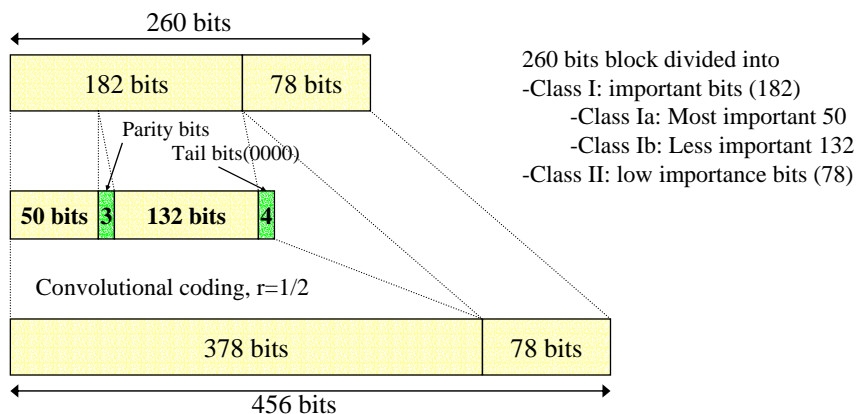 260 bits
182 bits
78 bits
260 bits block divided into
-Class I: important bits (182)
-Class Ia: Most important 50
-Class Ib: Less important 132
-Class II: low importance bits (78)
Parity bits
Tail bits(0000)
50 bits
3
132 bits
4
Convolutional coding, r=1/2
378 bits
78 bits
456 bits